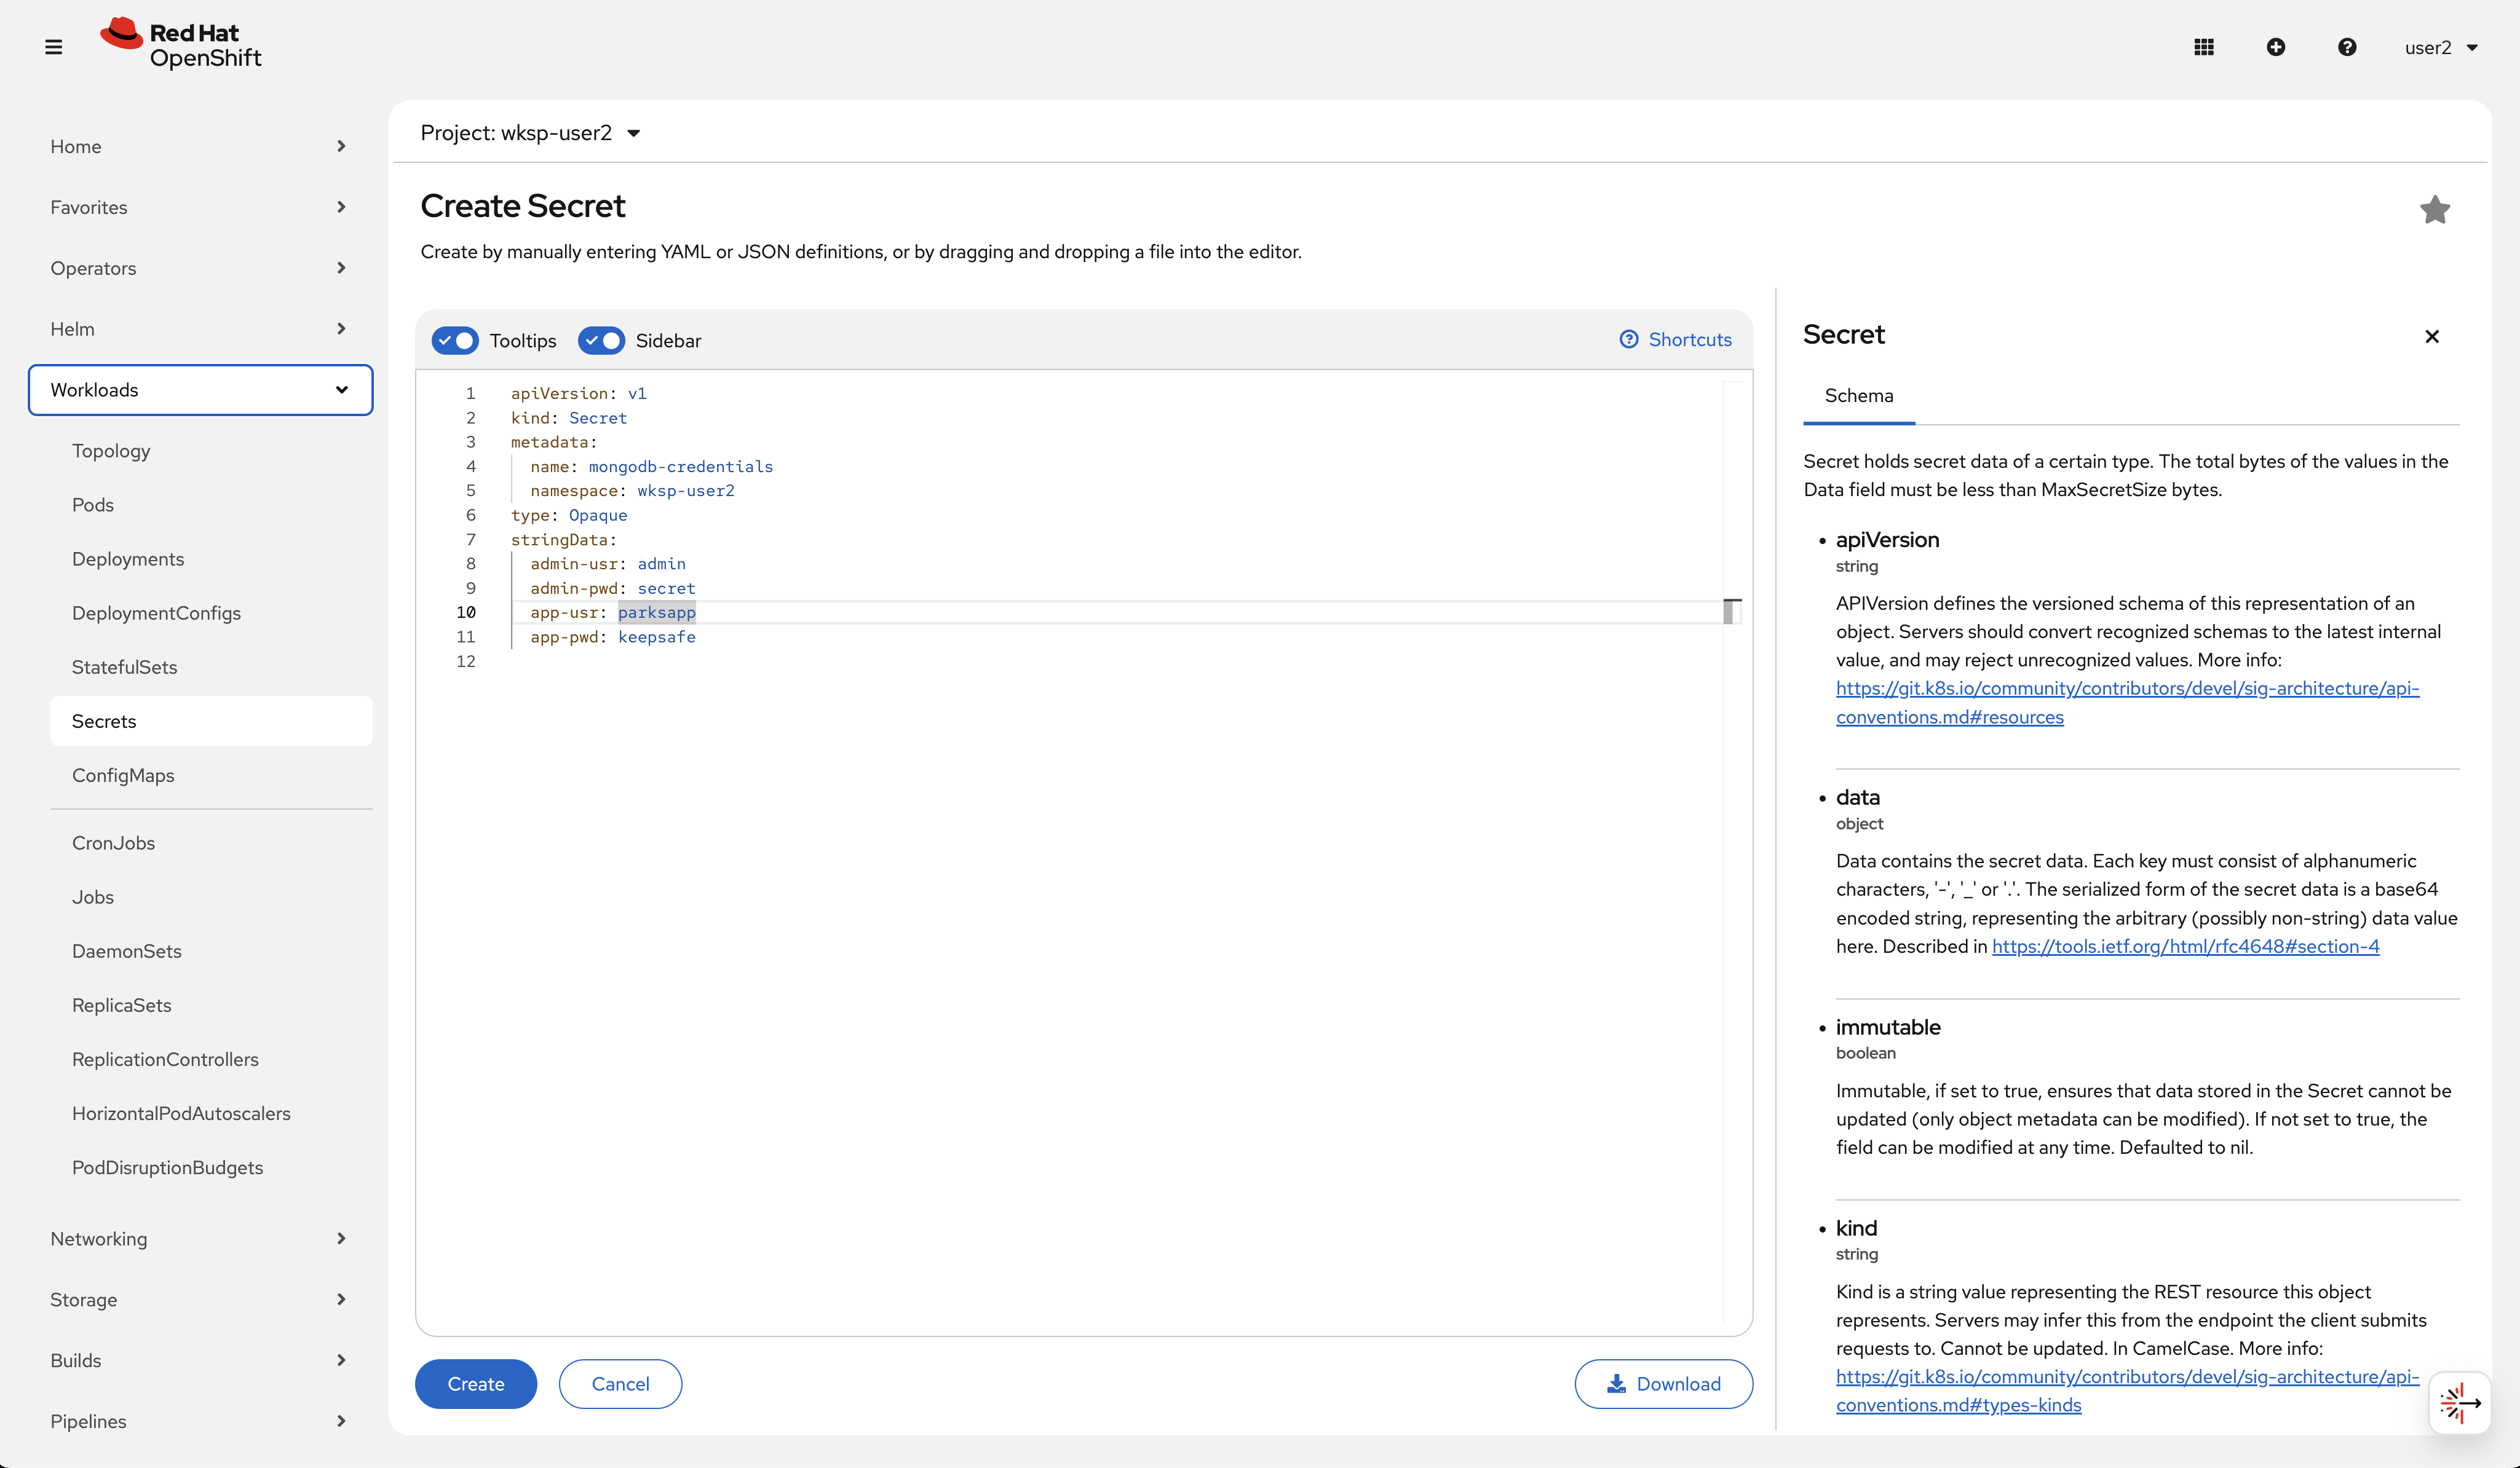 Red Hat
OpenShift
user2
Home
Favorites
Operators
Helm
Workloads
Topology
Pods
Deployments
DeploymentConfigs
StatefulSets
Secrets
ConfigMaps
CronJobs
Jobs
DaemonSets
ReplicaSets
ReplicationControllers
HorizontalPodAutoscalers
PodDisruptionBudgets
Networking
Storage
Builds
Pipelines
Project: wksp-user2
Create Secret
Create by manually entering YAML or JSON definitions, or by dragging and dropping a file into the editor.
Tooltips
Sidebar
Shortcuts
1 apiVersion: v1
2 kind: Secret
3 metadata:
4 name: mongodb-credentials
5 namespace: wksp-user2
6 type: Opaque
7 stringData:
8 admin-usr: admin
9 admin-pwd: secret
10 app-usr: parksapp
11 app-pwd: keepsafe
12
Create
Cancel
Download
Secret
Schema
Secret holds secret data of a certain type. The total bytes of the values in the
Data field must be less than MaxSecretSize bytes.
• apiVersion
string
APIVersion defines the versioned schema of this representation of an
object. Servers should convert recognized schemas to the latest internal
value, and may reject unrecognized values. More info:
https://git.k8s.io/community/contributors/devel/sig-architecture/api-
conventions.md#resources
• data
object
Data contains the secret data. Each key must consist of alphanumeric
characters, '-', '_' or '.'. The serialized form of the secret data is a base64
encoded string, representing the arbitrary (possibly non-string) data value
here. Described in https://tools.ietf.org/html/rfc4648#section-4
• immutable
boolean
Immutable, if set to true, ensures that data stored in the Secret cannot be
updated (only object metadata can be modified). If not set to true, the
field can be modified at any time. Defaulted to nil.
• kind
string
Kind is a string value representing the REST resource this object
represents. Servers may infer this from the endpoint the client submits
requests to. Cannot be updated. In CamelCase. More info:
https://git.k8s.io/community/contributors/devel/sig-architecture/api-
conventions.md#types-kinds